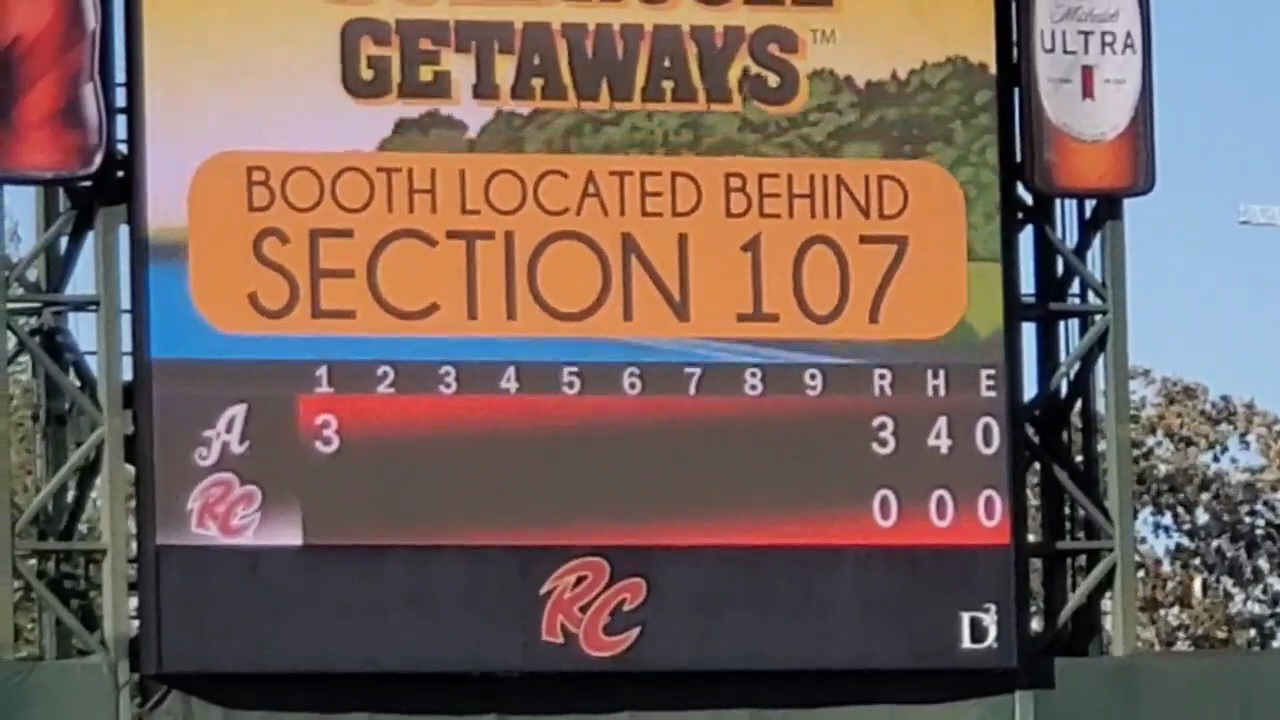 GETAWAYS™
Michelob
ULTRA
BOOTH LOCATED BEHIND
SECTION 107
1 2 3 4 5 6 7 8 9 R H E
A 3 3 4 0
RC 0 0 0
RC
D3